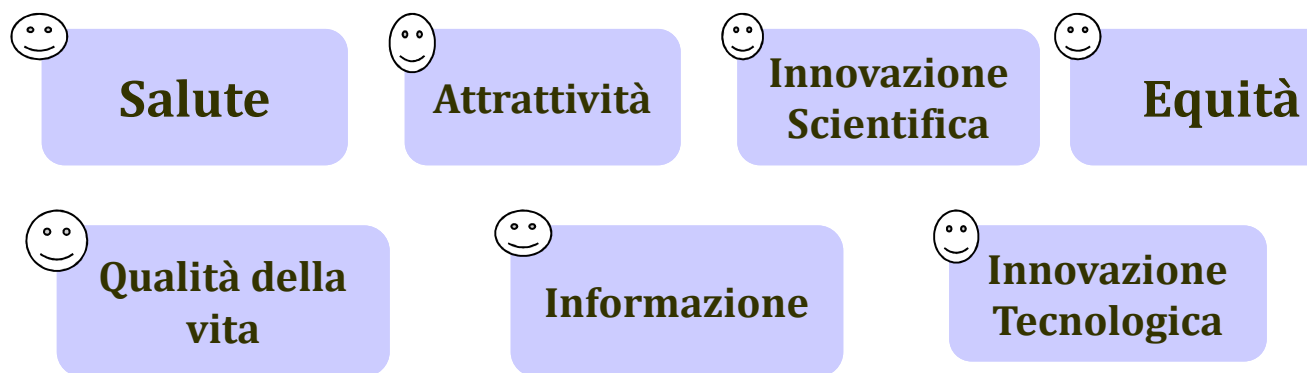 Salute
Attrattività
Innovazione
Scientifica
Equità
Qualità della
vita
Informazione
Innovazione
Tecnologica